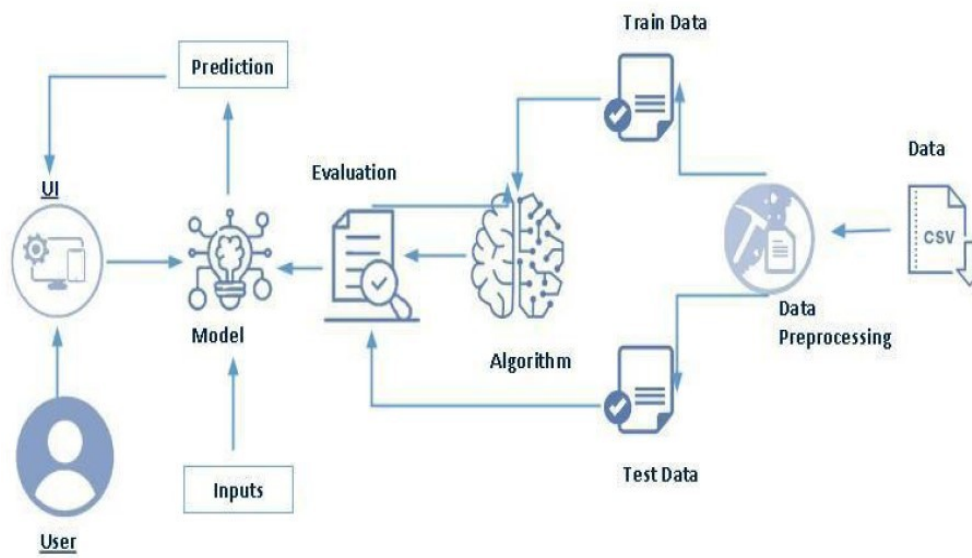 Train Data
Prediction
Data
Evaluation
UI
CSV
Model
Data
Preprocessing
Algorithm
Test Data
Inputs
User